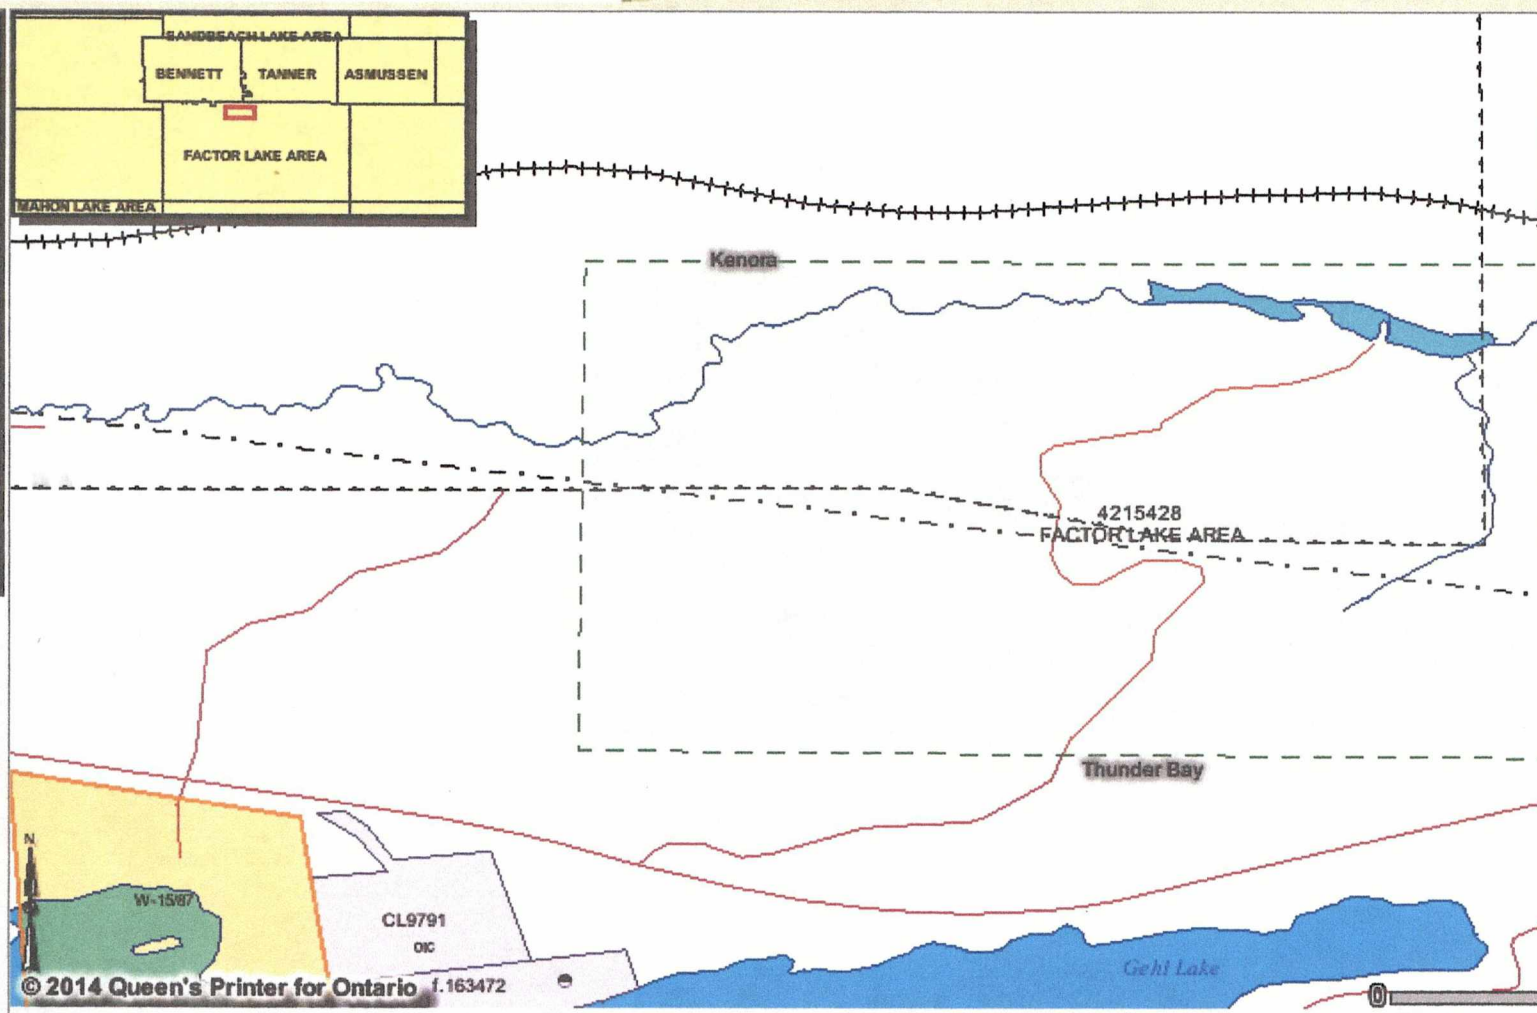 SANDBEACH LAKE AREA
BENNETT TANNER ASMUSSEN
FACTOR LAKE AREA
MAHON LAKE AREA
Kenora
4215428
FACTOR LAKE AREA
Thunder Bay
N
W-15/87
CL9791
OIC
Gehl Lake
© 2014 Queen's Printer for Ontario
f.163472
0